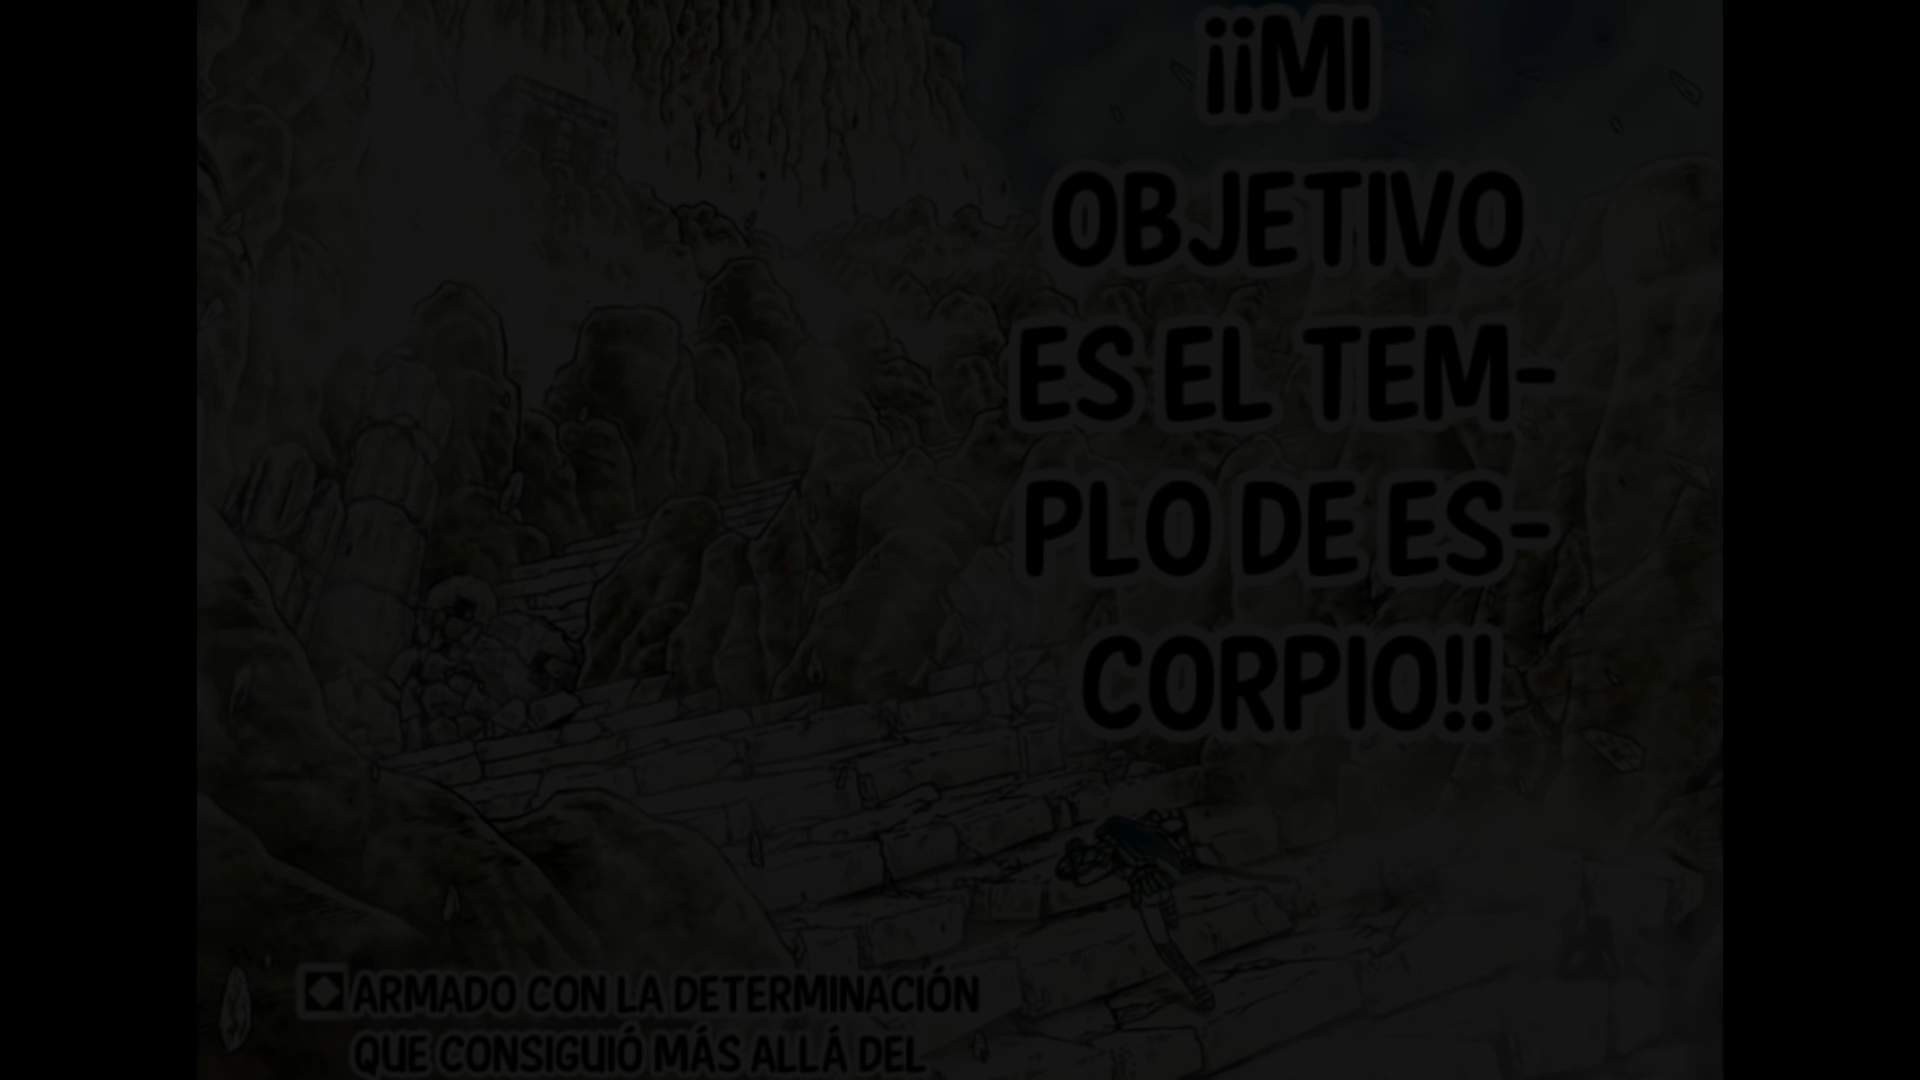 ¡¡MI
OBJETIVO
ES EL TEM-
PLO DE ES-
CORPIO!!
ARMADO CON LA DETERMINACIÓN
QUE CONSIGUIÓ MÁS ALLÁ DEL